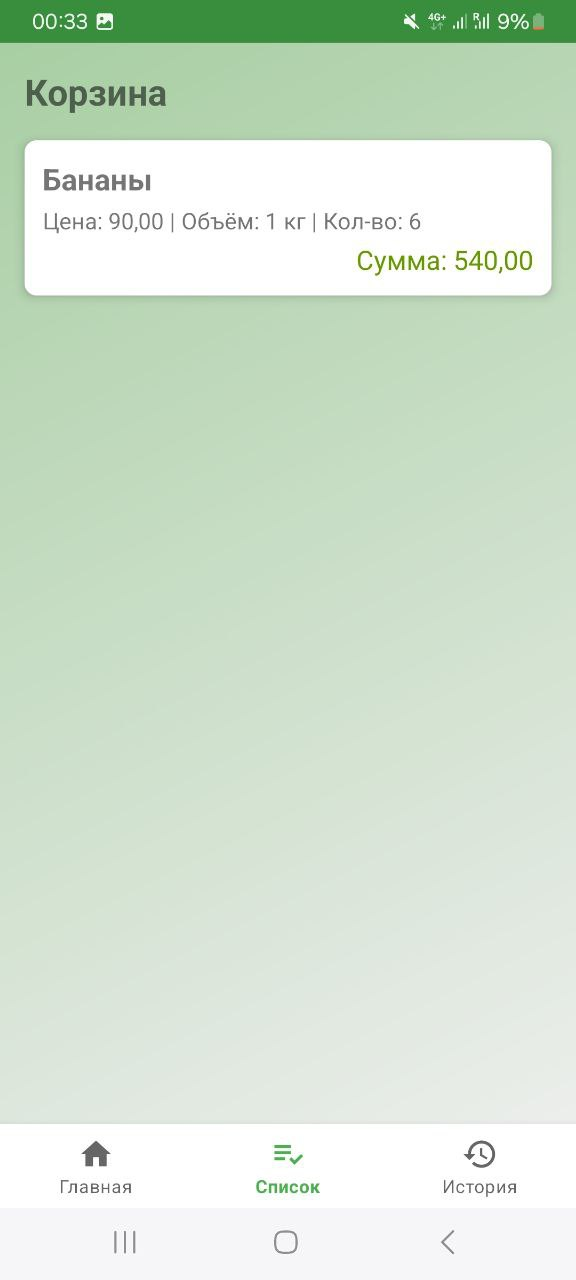 00:33
4G+ R 9%
Корзина
Бананы
Цена: 90,00 | Объём: 1 кг | Кол-во: 6
Сумма: 540,00
Главная Список История